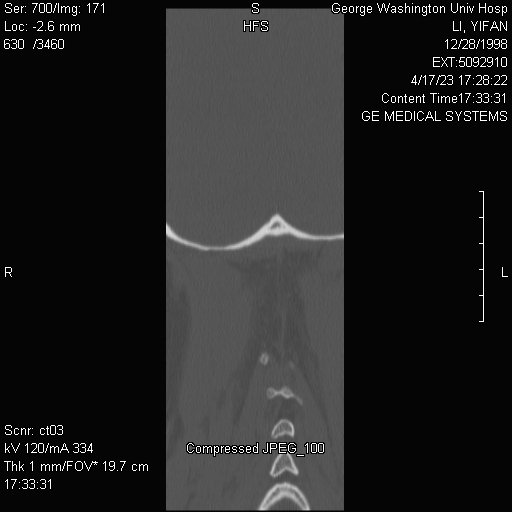 Ser: 700/Img: 171
Loc: -2.6 mm
630 /3460
S
HFS
George Washington Univ Hosp
LI, YIFAN
12/28/1998
EXT:5092910
4/17/23 17:28:22
Content Time17:33:31
GE MEDICAL SYSTEMS
R
L
Scnr: ct03
kV 120/mA 334
Thk 1 mm/FOV* 19.7 cm
17:33:31
Compressed JPEG_100